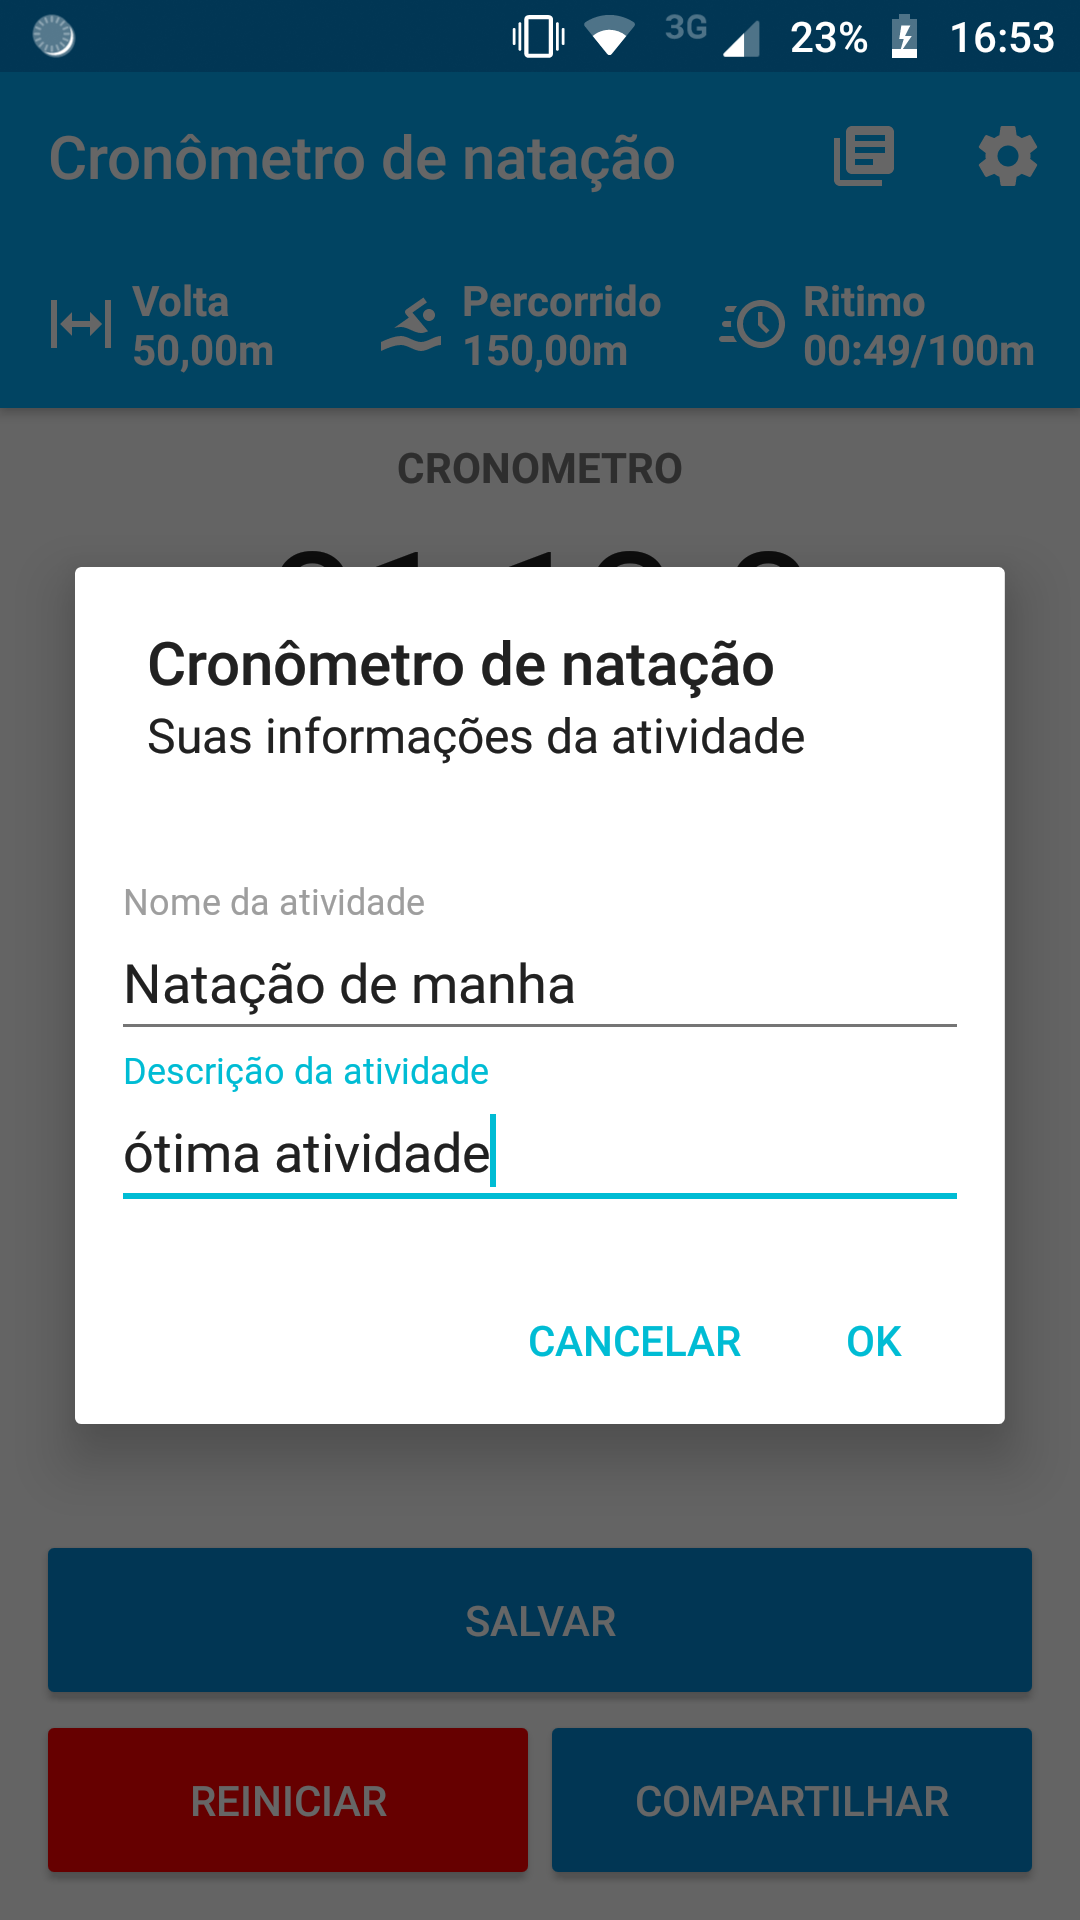 3G 23% 16:53
Cronômetro de natação
Volta
50,00m
Percorrido
150,00m
Ritimo
00:49/100m
CRONOMETRO
Cronômetro de natação
Suas informações da atividade
Nome da atividade
Natação de manha
Descrição da atividade
ótima atividade
CANCELAR OK
SALVAR
REINICIAR COMPARTILHAR